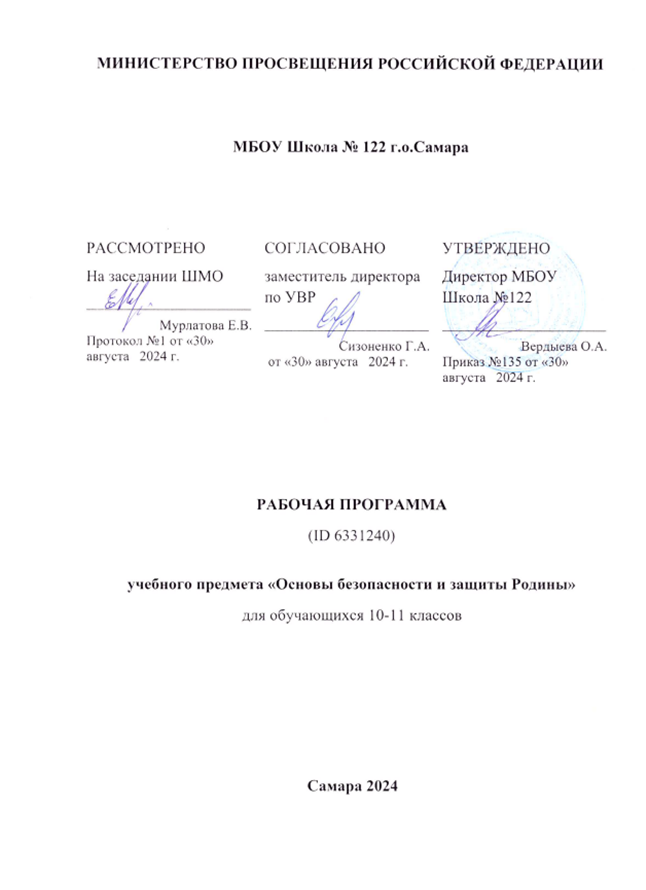 МИНИСТЕРСТВО ПРОСВЕЩЕНИЯ РОССИЙСКОЙ ФЕДЕРАЦИИ
МБОУ Школа № 122 г.о.Самара
РАССМОТРЕНО
На заседании ШМО
Мурлатова Е.В.
Протокол №1 от «30»
августа 2024 г.
СОГЛАСОВАНО
заместитель директора
по УВР
Сизоненко Г.А.
от «30» августа 2024 г.
УТВЕРЖДЕНО
Директор МБОУ
Школа №122
Вердыева О.А.
Приказ №135 от «30»
августа 2024 г.
РАБОЧАЯ ПРОГРАММА
(ID 6331240)
учебного предмета «Основы безопасности и защиты Родины»
для обучающихся 10-11 классов
Самара 2024